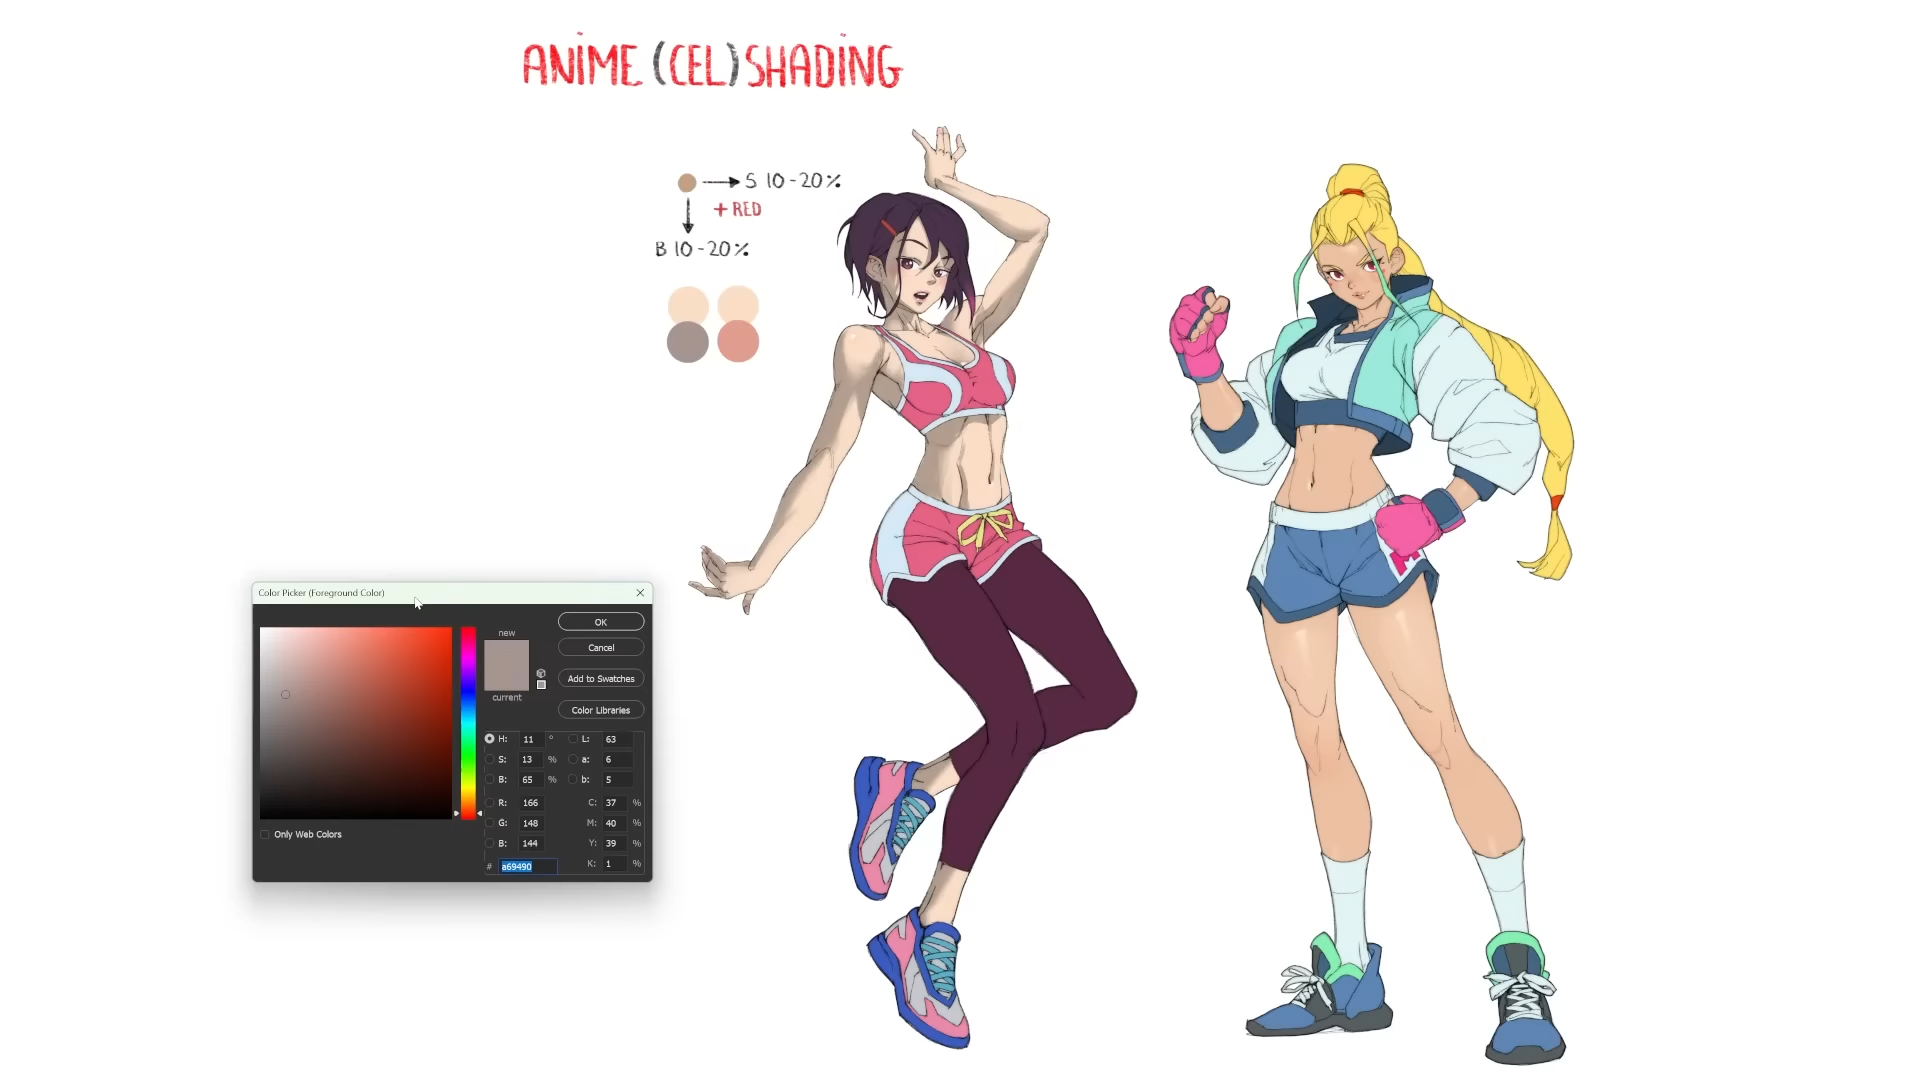 ANiME (CEL) SHADiNG
S 10-20%
+ RED
B 10-20%
Color Picker (Foreground Color)
new
current
OK
Cancel
Add to Swatches
Color Libraries
H: 11 °
L: 63
S: 13 %
a: 6
B: 65 %
b: 5
R: 166
C: 37 %
G: 148
M: 40 %
B: 144
Y: 39 %
# a69490
K: 1 %
Only Web Colors